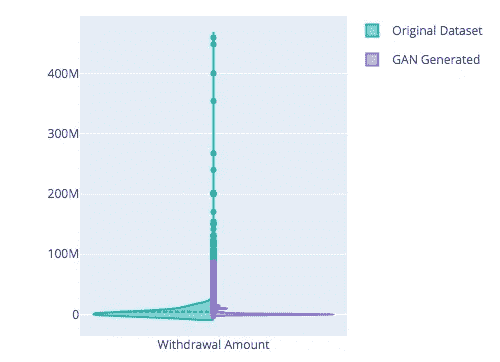 Original Dataset
GAN Generated
400M
300M
200M
100M
0
Withdrawal Amount